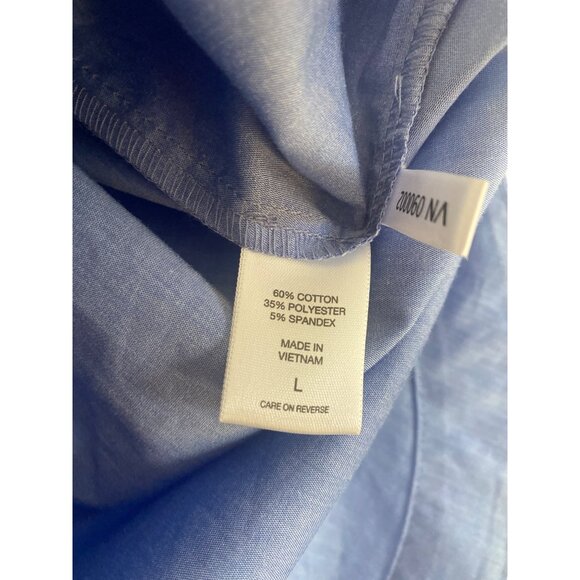 60% COTTON
35% POLYESTER
5% SPANDEX
MADE IN
VIETNAM
L
CARE ON REVERSE
VN 090002